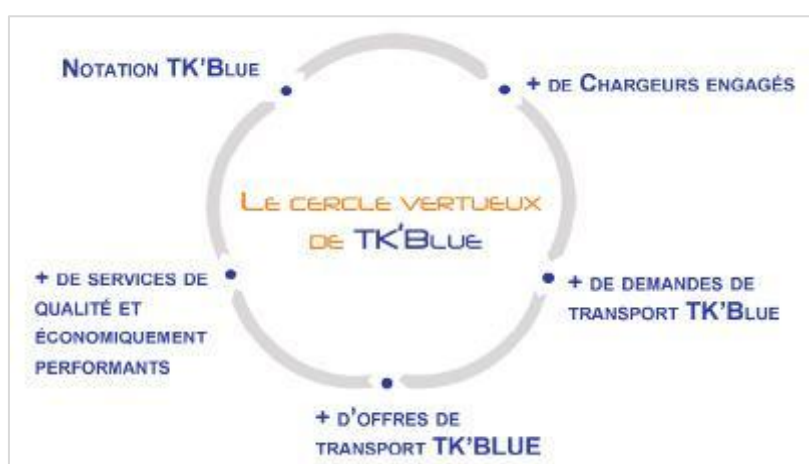 Notation TK'Blue
+ de Chargeurs engagés
Le cercle vertueux
de TK'Blue
+ de demandes de
transport TK'Blue
+ de services de
qualité et
économiquement
performants
+ d'offres de
transport TK'BLUE